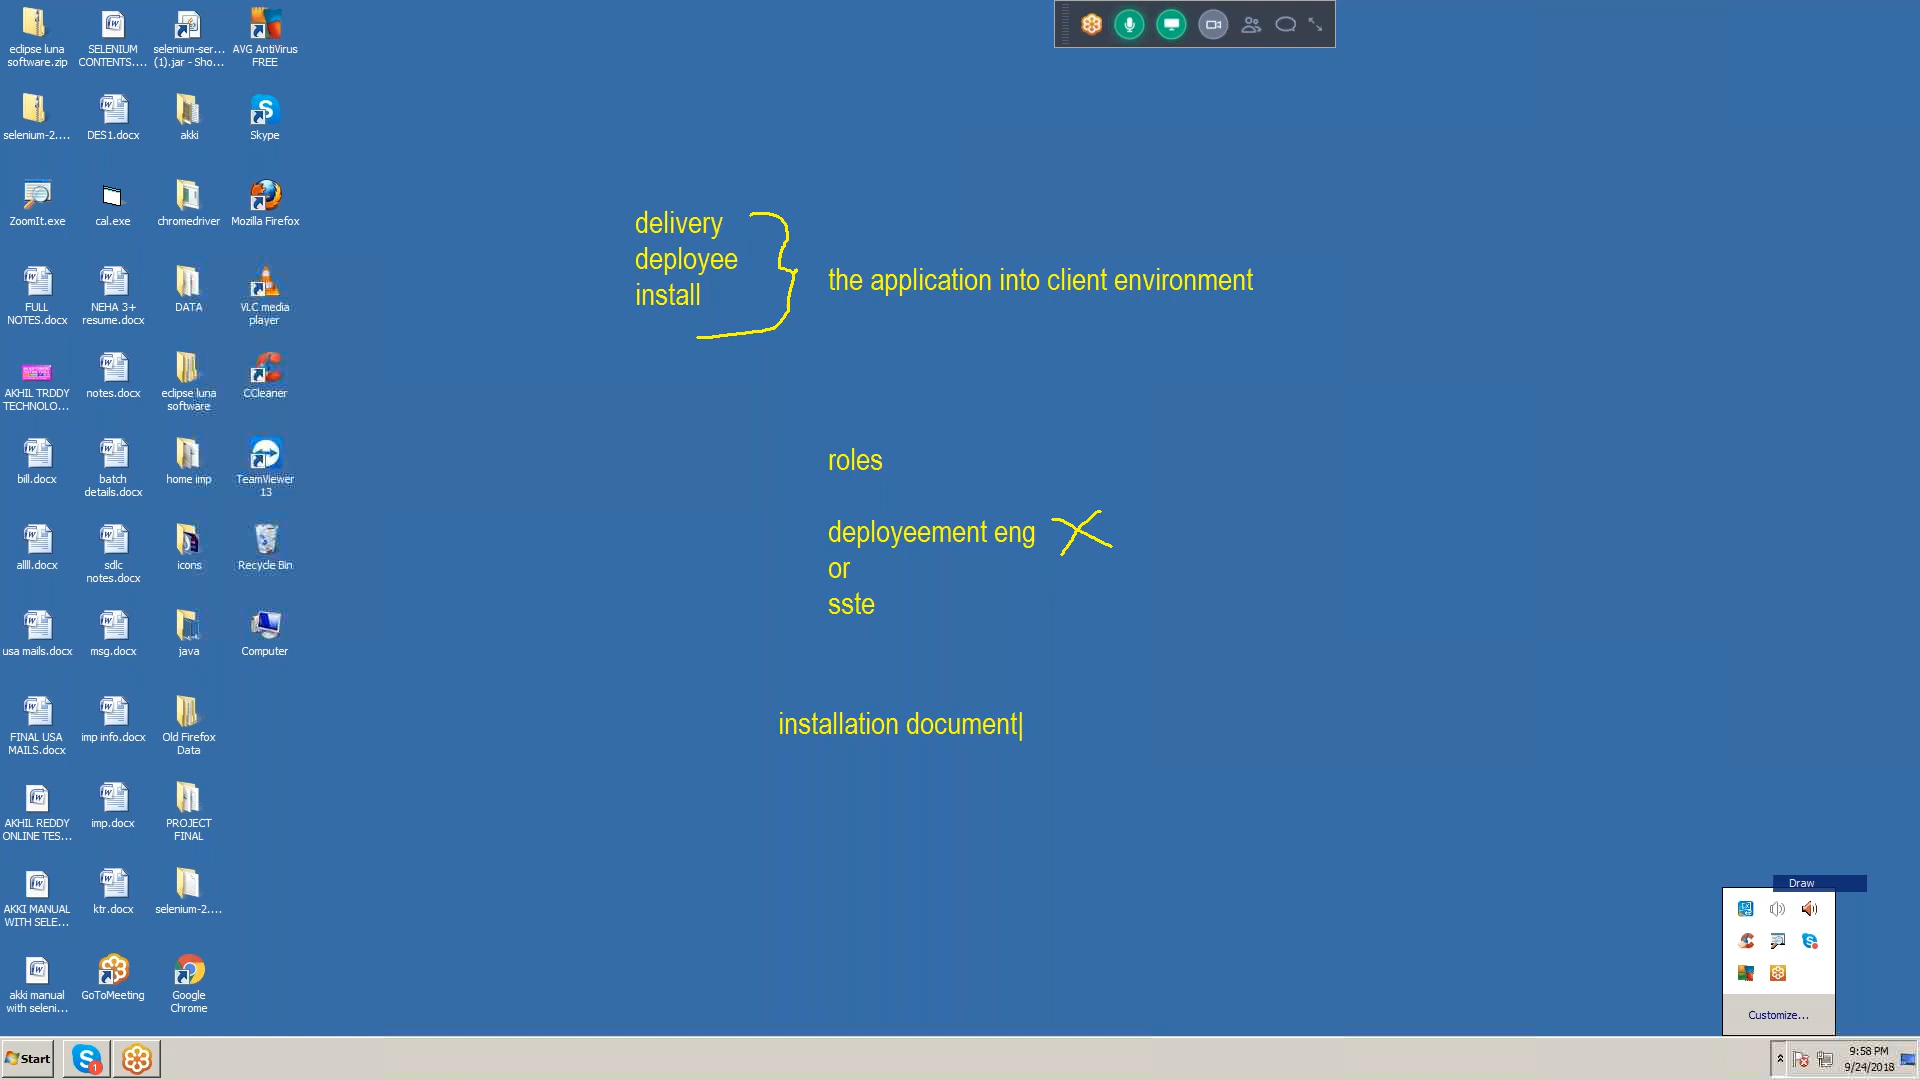 eclipse luna
software.zip
SELENIUM
CONTENTS....
selenium-ser...
(1).jar - Sho...
AVG AntiVirus
FREE
selenium-2....
DES1.docx
akki
Skype
ZoomIt.exe
cal.exe
chromedriver
Mozilla Firefox
FULL
NOTES.docx
NEHA 3+
resume.docx
DATA
VLC media
player
AKHIL TRDDY
TECHNOLO...
notes.docx
eclipse luna
software
CCleaner
bill.docx
batch
details.docx
home imp
TeamViewer
13
allll.docx
sdlc
notes.docx
icons
Recycle Bin
usa mails.docx
msg.docx
java
Computer
FINAL USA
MAILS.docx
imp info.docx
Old Firefox
Data
AKHIL REDDY
ONLINE TES...
imp.docx
PROJECT
FINAL
AKKI MANUAL
WITH SELE...
ktr.docx
selenium-2....
akki manual
with seleni...
GoToMeeting
Google
Chrome
delivery
deployee
install
the application into client environment
roles
deployeement eng
or
sste
installation document
Draw
Customize...
Start
1
9:58 PM
9/24/2018